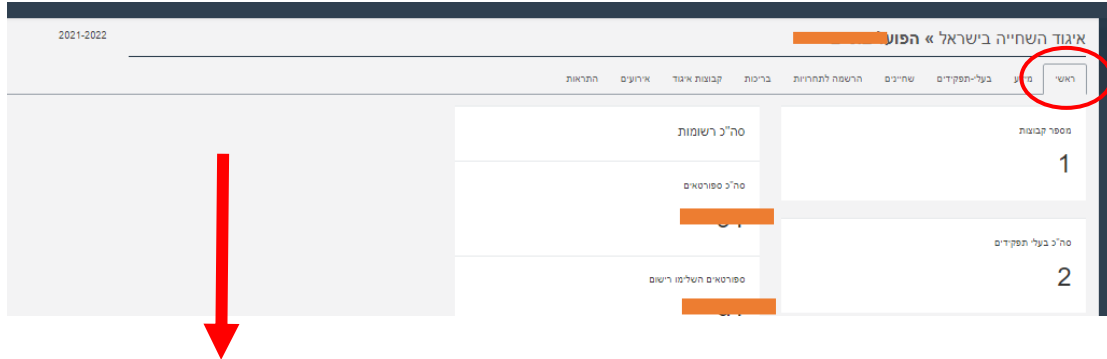 איגוד השחייה בישראל » הפועל
2021-2022
ראשי מידע בעלי-תפקידים שחיינים הרשמה לתחרויות בריכות קבוצות איגוד אירועים התראות
מספר קבוצות
1
סה"כ בעלי תפקידים
2
סה"כ רשומות
סה"כ ספורטאים
ספורטאים השלימו רישום